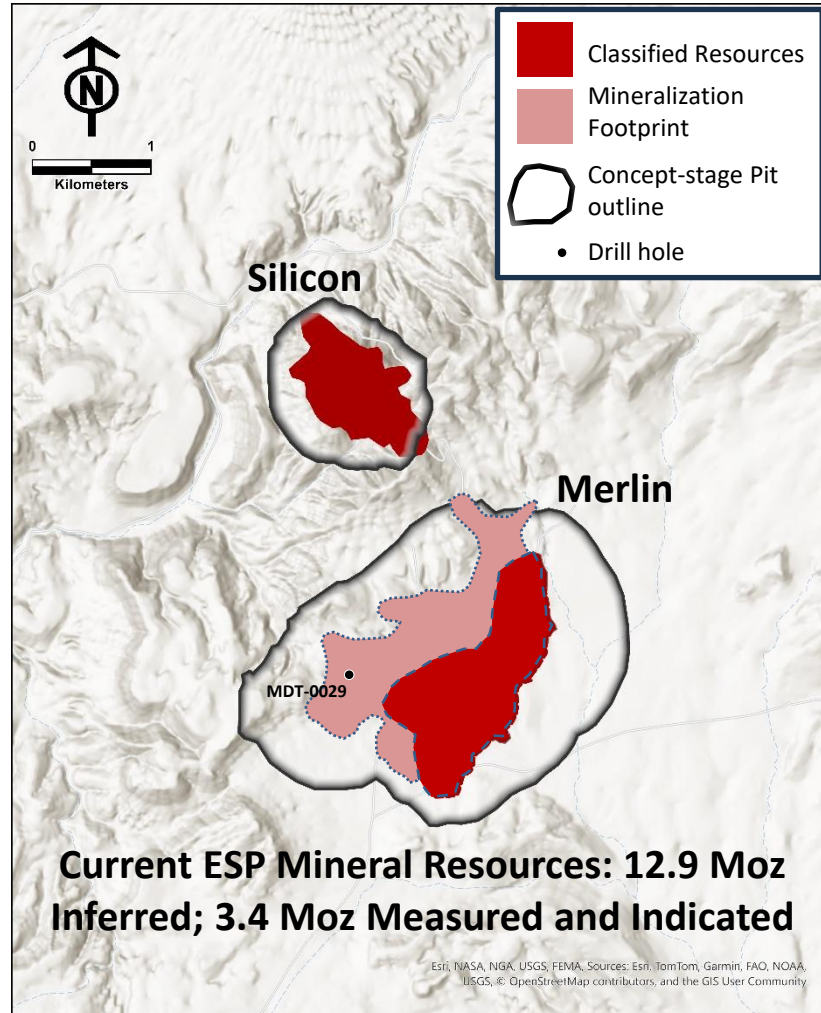 N
0 1
Kilometers
Classified Resources
Mineralization
Footprint
Concept-stage Pit
outline
Drill hole
Silicon
Merlin
MDT-0029
Current ESP Mineral Resources: 12.9 Moz
Inferred; 3.4 Moz Measured and Indicated
Esri, NASA, NGA, USGS, FEMA, Sources: Esri, TomTom, Garmin, FAO, NOAA,
USGS, © OpenStreetMap contributors, and the GIS User Community